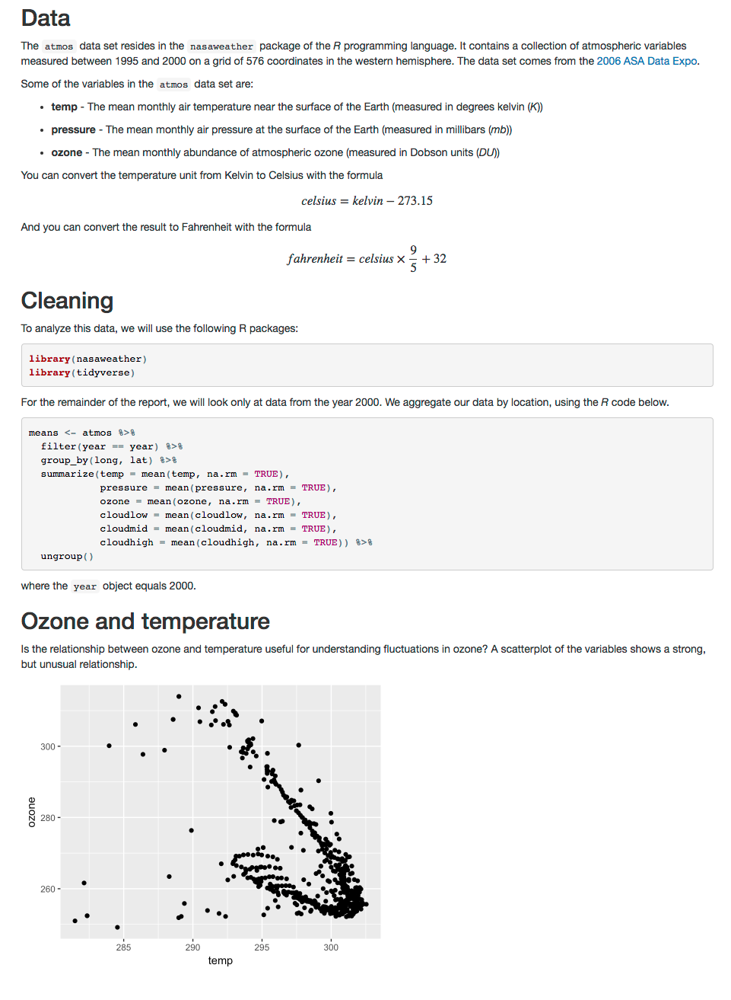 Data
The atmos data set resides in the nasaweather package of the R programming language. It contains a collection of atmospheric variables
measured between 1995 and 2000 on a grid of 576 coordinates in the western hemisphere. The data set comes from the 2006 ASA Data Expo.
Some of the variables in the atmos data set are:
• temp - The mean monthly air temperature near the surface of the Earth (measured in degrees kelvin (K))
• pressure - The mean monthly air pressure at the surface of the Earth (measured in millibars (mb))
• ozone - The mean monthly abundance of atmospheric ozone (measured in Dobson units (DU))
You can convert the temperature unit from Kelvin to Celsius with the formula
celsius = kelvin − 273.15
And you can convert the result to Fahrenheit with the formula
fahrenheit = celsius × 9/5 + 32
Cleaning
To analyze this data, we will use the following R packages:
library(nasaweather)
library(tidyverse)
For the remainder of the report, we will look only at data from the year 2000. We aggregate our data by location, using the R code below.
means <- atmos %>%
  filter(year == year) %>%
  group_by(long, lat) %>%
  summarize(temp = mean(temp, na.rm = TRUE),
            pressure = mean(pressure, na.rm = TRUE),
            ozone = mean(ozone, na.rm = TRUE),
            cloudlow = mean(cloudlow, na.rm = TRUE),
            cloudmid = mean(cloudmid, na.rm = TRUE),
            cloudhigh = mean(cloudhigh, na.rm = TRUE)) %>%
  ungroup()
where the year object equals 2000.
Ozone and temperature
Is the relationship between ozone and temperature useful for understanding fluctuations in ozone? A scatterplot of the variables shows a strong,
but unusual relationship.
300
280
260
ozone
285 290 295 300
temp